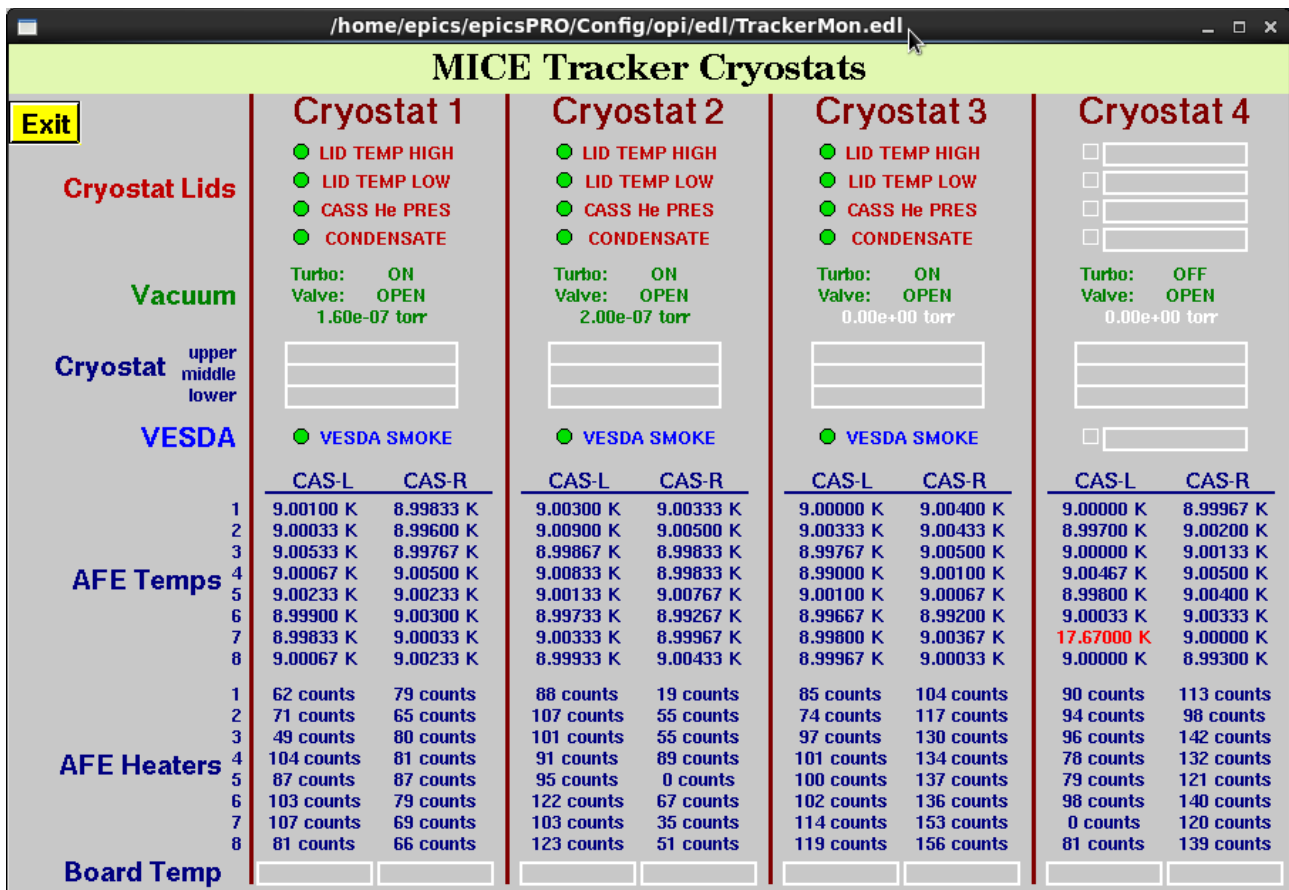 /home/epics/epicsPRO/Config/opi/edl/TrackerMon.edl
MICE Tracker Cryostats
Exit
Cryostat 1 Cryostat 2 Cryostat 3 Cryostat 4
Cryostat Lids
LID TEMP HIGH LID TEMP HIGH LID TEMP HIGH
LID TEMP LOW LID TEMP LOW LID TEMP LOW
CASS He PRES CASS He PRES CASS He PRES
CONDENSATE CONDENSATE CONDENSATE
Vacuum
Turbo: ON Turbo: ON Turbo: ON Turbo: OFF
Valve: OPEN Valve: OPEN Valve: OPEN Valve: OPEN
1.60e-07 torr 2.00e-07 torr 0.00e+00 torr 0.00e+00 torr
Cryostat
upper
middle
lower
VESDA VESDA SMOKE VESDA SMOKE VESDA SMOKE
CAS-L CAS-R CAS-L CAS-R CAS-L CAS-R CAS-L CAS-R
AFE Temps
1 9.00100 K 8.99833 K 9.00300 K 9.00333 K 9.00000 K 9.00400 K 9.00000 K 8.99967 K
2 9.00033 K 8.99600 K 9.00900 K 9.00500 K 9.00333 K 9.00433 K 8.99700 K 9.00200 K
3 9.00533 K 8.99767 K 8.99867 K 8.99833 K 8.99767 K 9.00500 K 9.00000 K 9.00133 K
4 9.00067 K 9.00500 K 9.00833 K 8.99833 K 8.99000 K 9.00100 K 9.00467 K 9.00500 K
5 9.00233 K 9.00233 K 9.00133 K 9.00767 K 9.00100 K 9.00067 K 8.99800 K 9.00400 K
6 8.99900 K 9.00300 K 8.99733 K 8.99267 K 8.99667 K 8.99200 K 9.00033 K 9.00333 K
7 8.99833 K 9.00033 K 9.00333 K 8.99967 K 8.99800 K 9.00367 K 17.67000 K 9.00000 K
8 9.00067 K 9.00233 K 8.99933 K 9.00433 K 8.99967 K 9.00033 K 9.00000 K 8.99300 K
AFE Heaters
1 62 counts 79 counts 88 counts 19 counts 85 counts 104 counts 90 counts 113 counts
2 71 counts 65 counts 107 counts 55 counts 74 counts 117 counts 94 counts 98 counts
3 49 counts 80 counts 101 counts 55 counts 97 counts 130 counts 96 counts 142 counts
4 104 counts 81 counts 91 counts 89 counts 101 counts 134 counts 78 counts 132 counts
5 87 counts 87 counts 95 counts 0 counts 100 counts 137 counts 79 counts 121 counts
6 103 counts 79 counts 122 counts 67 counts 102 counts 136 counts 98 counts 140 counts
7 107 counts 69 counts 103 counts 35 counts 114 counts 153 counts 0 counts 120 counts
8 81 counts 66 counts 123 counts 51 counts 119 counts 156 counts 81 counts 139 counts
Board Temp